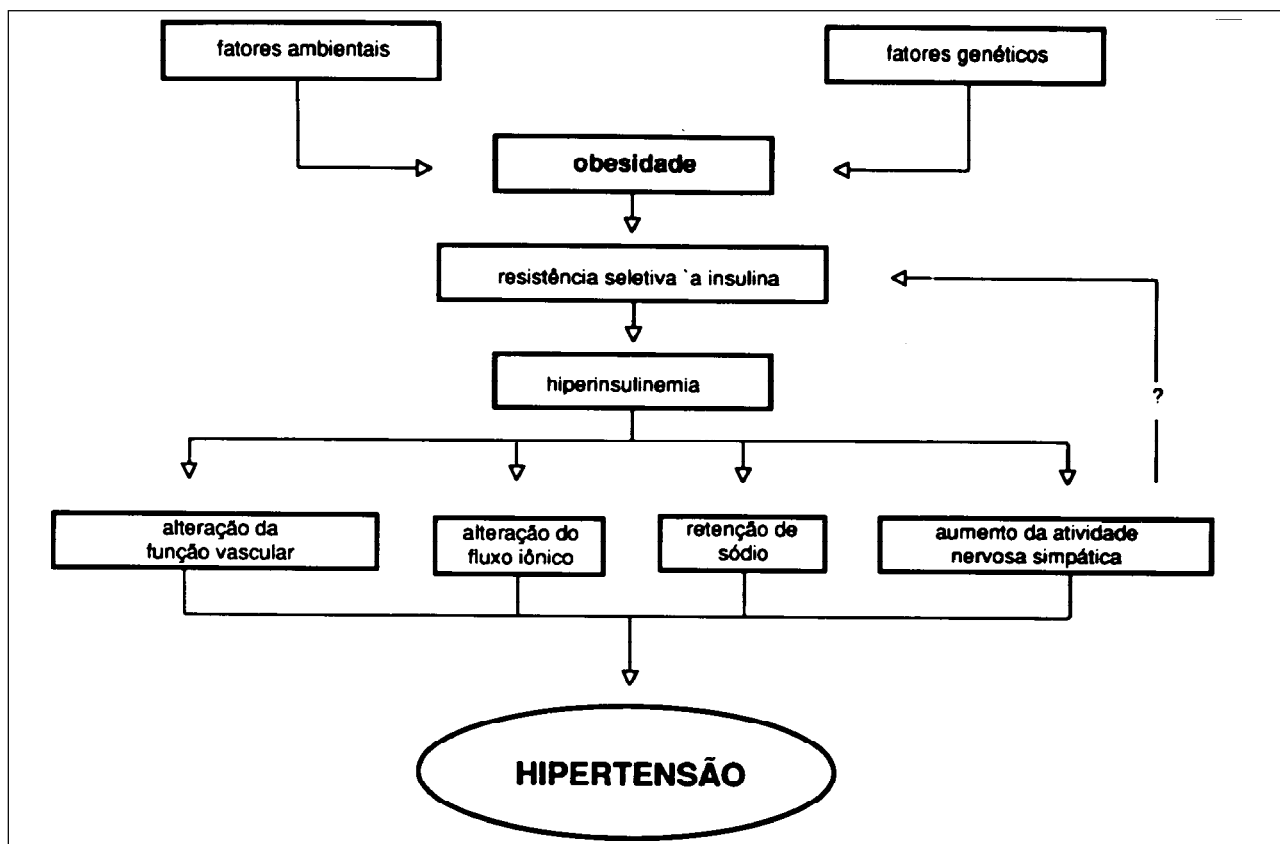 fatores ambientais
fatores genéticos
obesidade
resistência seletiva `a insulina
hiperinsulinemia
?
alteração da
função vascular
alteração do
fluxo iônico
retenção de
sódio
aumento da atividade
nervosa simpática
HIPERTENSÃO